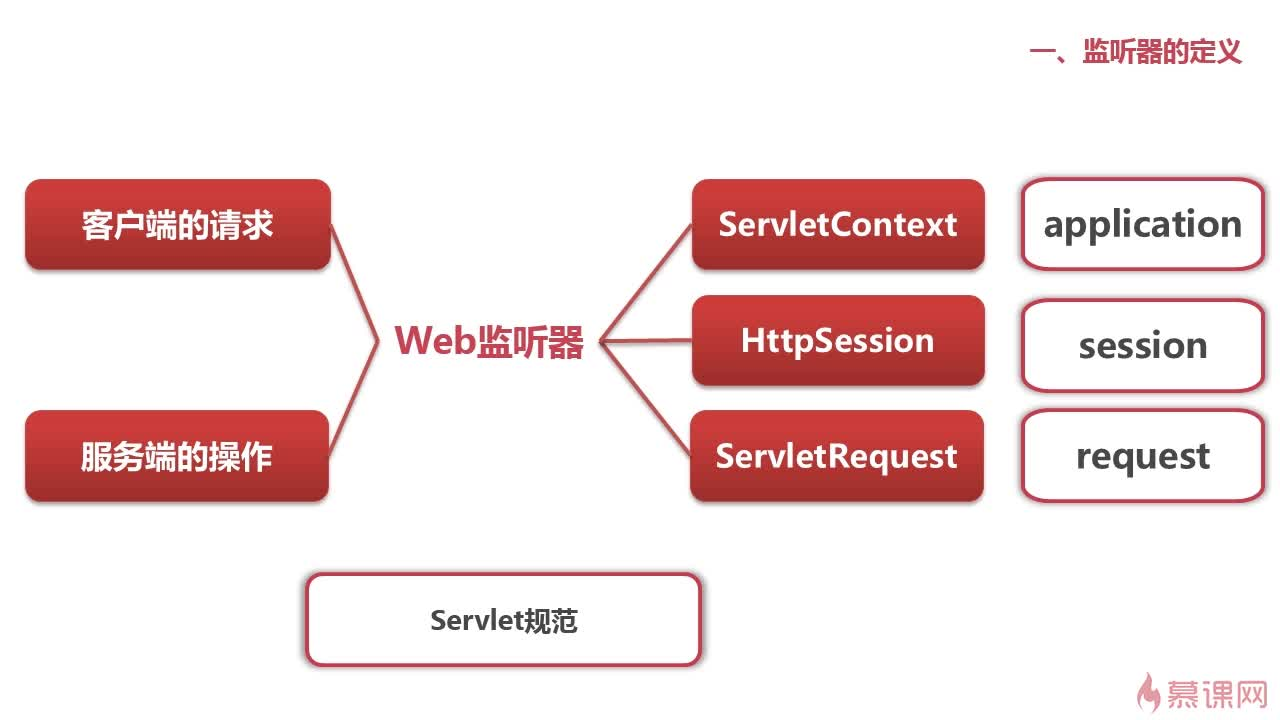 一、监听器的定义
客户端的请求
服务端的操作
Web监听器
ServletContext
application
HttpSession
session
ServletRequest
request
Servlet规范
慕课网